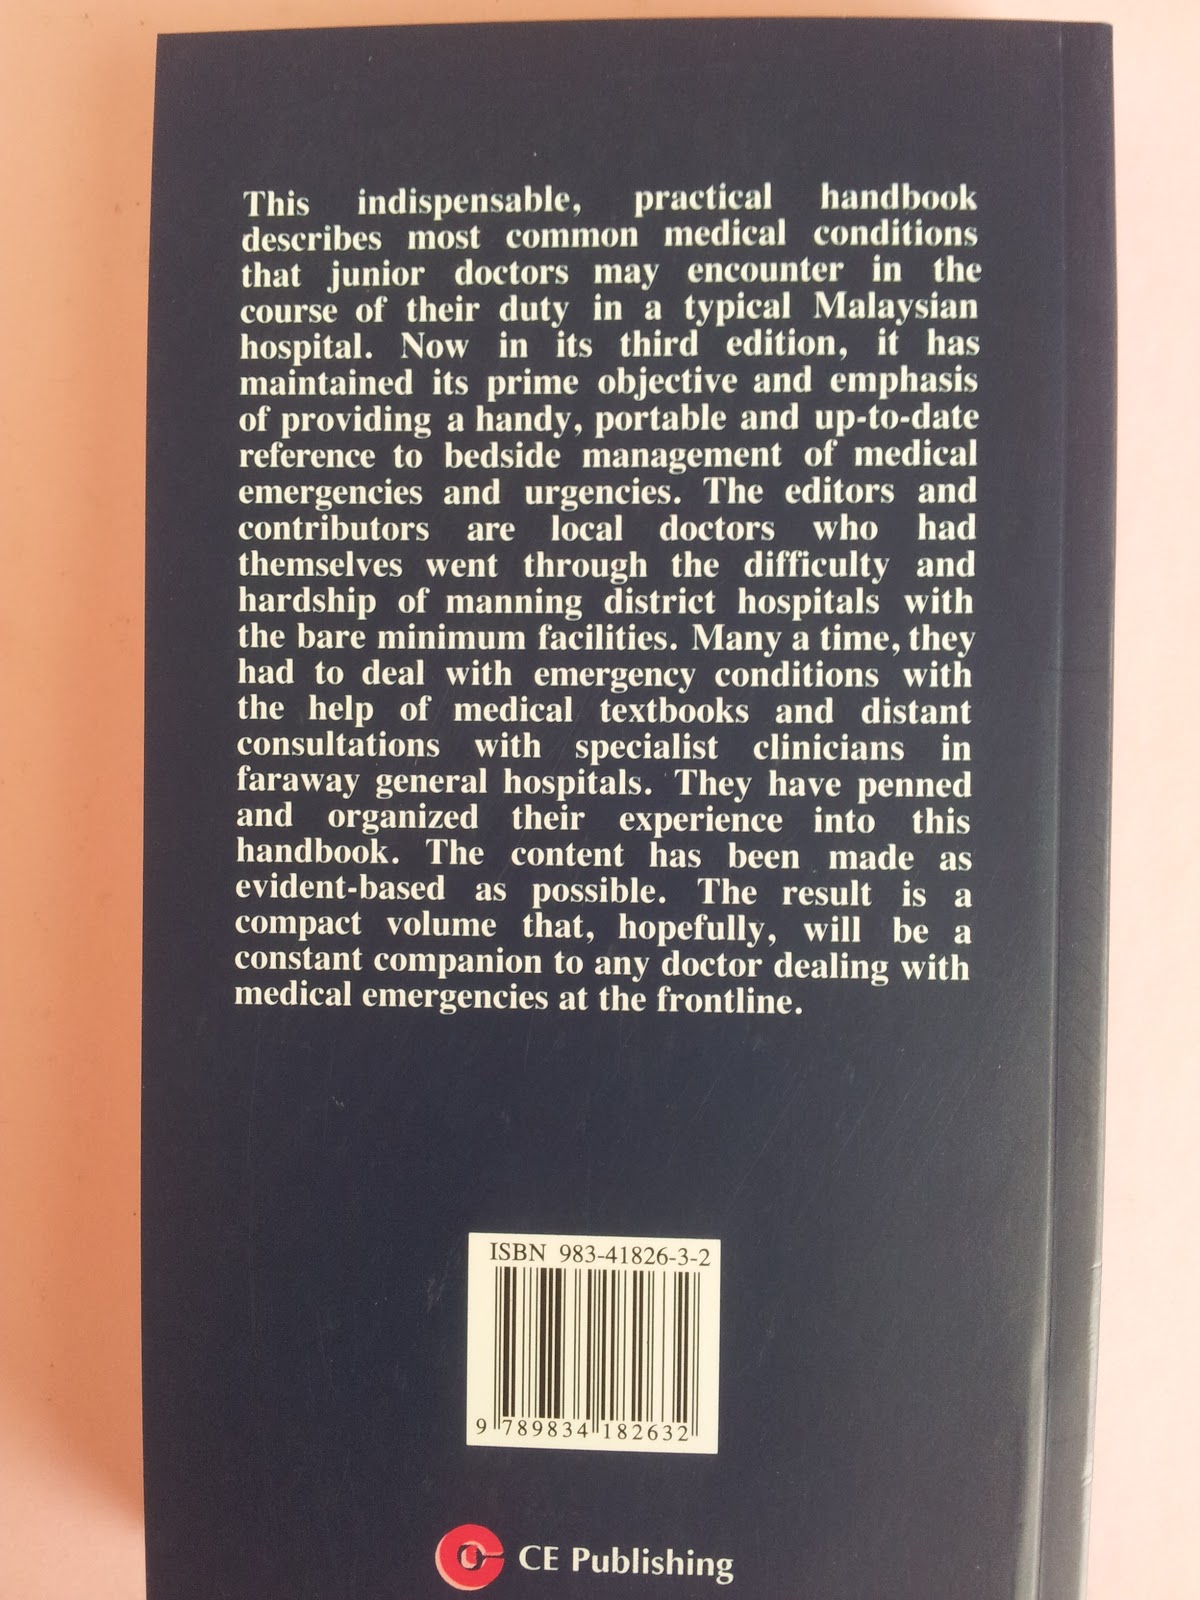 This indispensable, practical handbook
describes most common medical conditions
that junior doctors may encounter in the
course of their duty in a typical Malaysian
hospital. Now in its third edition, it has
maintained its prime objective and emphasis
of providing a handy, portable and up-to-date
reference to bedside management of medical
emergencies and urgencies. The editors and
contributors are local doctors who had
themselves went through the difficulty and
hardship of manning district hospitals with
the bare minimum facilities. Many a time, they
had to deal with emergency conditions with
the help of medical textbooks and distant
consultations with specialist clinicians in
faraway general hospitals. They have penned
and organized their experience into this
handbook. The content has been made as
evident-based as possible. The result is a
compact volume that, hopefully, will be a
constant companion to any doctor dealing with
medical emergencies at the frontline.
ISBN 983-41826-3-2
9 789834 182632
CE Publishing